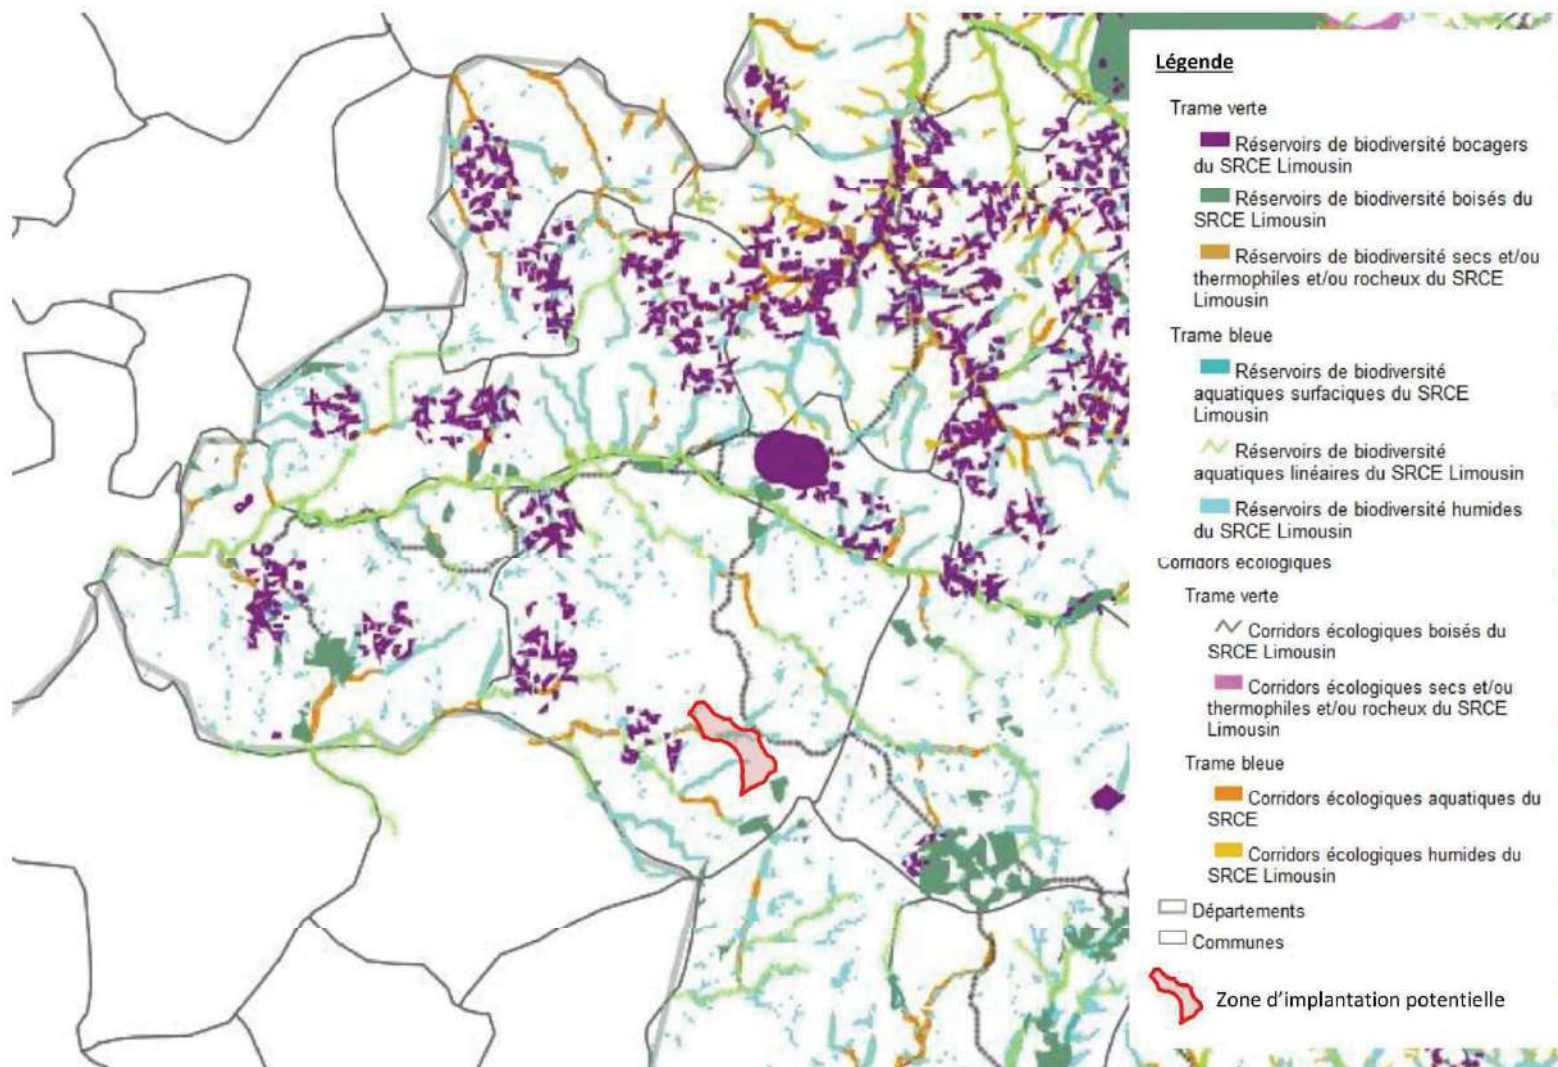 Légende
Trame verte
Réservoirs de biodiversité bocagers
du SRCE Limousin
Réservoirs de biodiversité boisés du
SRCE Limousin
Réservoirs de biodiversité secs et/ou
thermophiles et/ou rocheux du SRCE
Limousin
Trame bleue
Réservoirs de biodiversité
aquatiques surfaciques du SRCE
Limousin
Réservoirs de biodiversité
aquatiques linéaires du SRCE Limousin
Réservoirs de biodiversité humides
du SRCE Limousin
Corridors écologiques
Trame verte
Corridors écologiques boisés du
SRCE Limousin
Corridors écologiques secs et/ou
thermophiles et/ou rocheux du SRCE
Limousin
Trame bleue
Corridors écologiques aquatiques du
SRCE
Corridors écologiques humides du
SRCE Limousin
Départements
Communes
Zone d'implantation potentielle